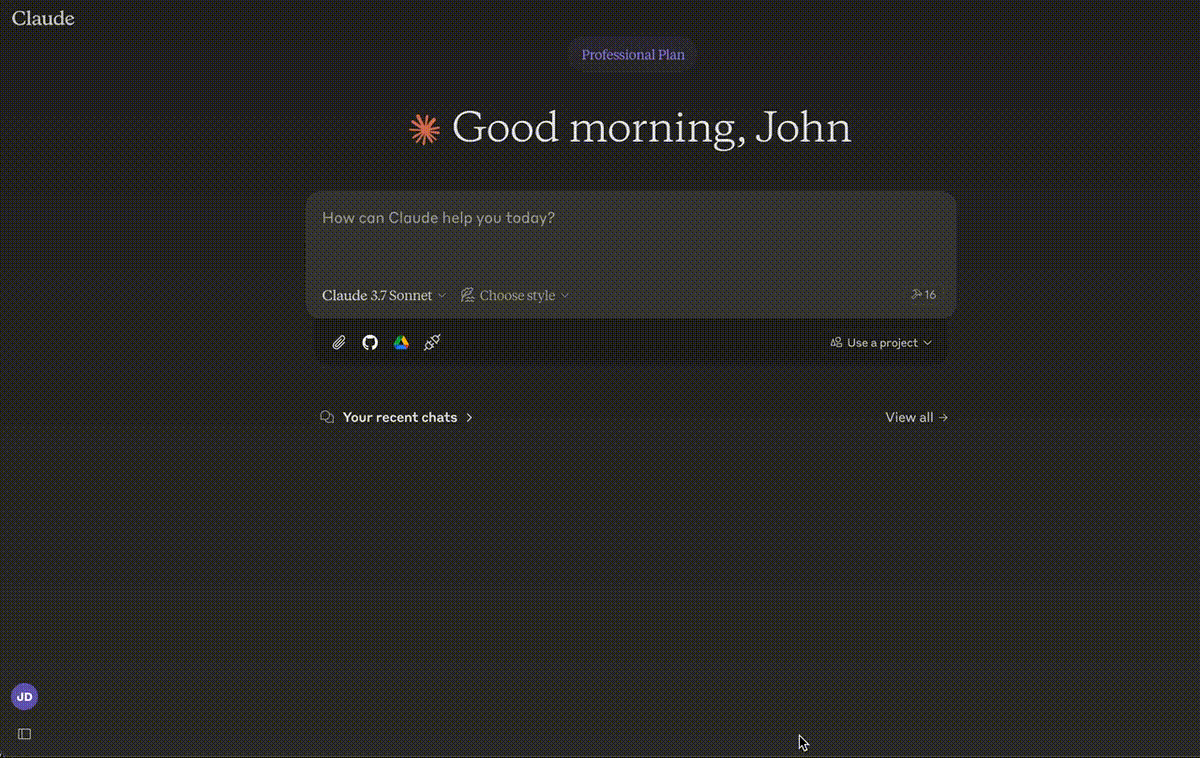 Claude
Professional Plan
Good morning, John
How can Claude help you today?
Claude 3.7 Sonnet Choose style 16
Use a project
Your recent chats View all
JD